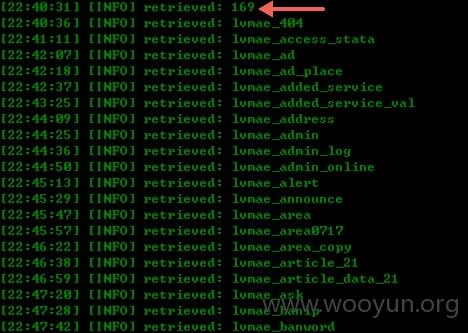 [22:40:31] [INFO] retrieved: 169
[22:40:36] [INFO] retrieved: lvmae_404
[22:41:11] [INFO] retrieved: lvmae_access_stata
[22:42:07] [INFO] retrieved: lvmae_ad
[22:42:18] [INFO] retrieved: lvmae_ad_place
[22:42:37] [INFO] retrieved: lvmae_added_service
[22:43:25] [INFO] retrieved: lvmae_added_service_val
[22:44:09] [INFO] retrieved: lvmae_address
[22:44:25] [INFO] retrieved: lvmae_admin
[22:44:36] [INFO] retrieved: lvmae_admin_log
[22:44:50] [INFO] retrieved: lvmae_admin_online
[22:45:13] [INFO] retrieved: lvmae_alert
[22:45:29] [INFO] retrieved: lvmae_announce
[22:45:47] [INFO] retrieved: lvmae_area
[22:45:57] [INFO] retrieved: lvmae_area0717
[22:46:22] [INFO] retrieved: lvmae_area_copy
[22:46:38] [INFO] retrieved: lvmae_article_21
[22:46:59] [INFO] retrieved: lvmae_article_data_21
[22:47:20] [INFO] retrieved: lvmae_ask
[22:47:28] [INFO] retrieved: lvmae_banip
[22:47:42] [INFO] retrieved: lvmae_banword
www.wooyun.org